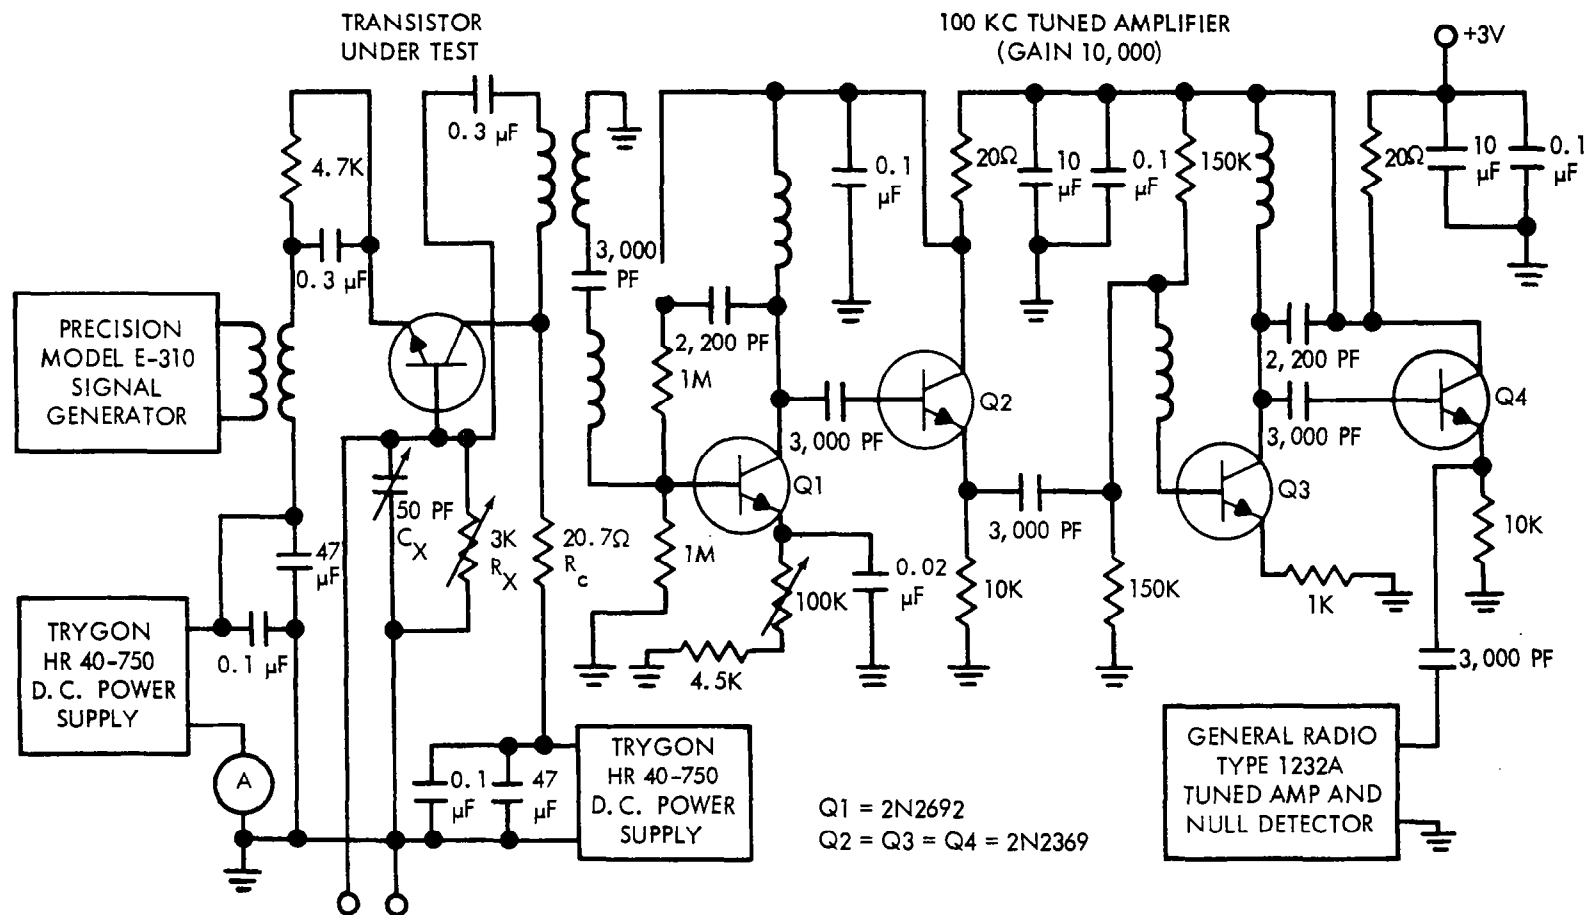 TRANSISTOR
UNDER TEST
100 KC TUNED AMPLIFIER
(GAIN 10,000)
+3V
0.3 µF
4.7K
0.3 µF
3,000
PF
0.1
µF
20Ω
10
µF
0.1
µF
150K
20Ω
10
µF
0.1
µF
PRECISION
MODEL E-310
SIGNAL
GENERATOR
2,200 PF
1M
3,000 PF
Q2
2,200 PF
3,000 PF
Q4
Q1
Q3
50 PF
CX
3K
RX
20.7Ω
Rc
1M
3,000 PF
10K
47
µF
100K
0.02
µF
10K
150K
1K
TRYGON
HR 40-750
D.C. POWER
SUPPLY
0.1 µF
4.5K
3,000 PF
A
0.1
µF
47
µF
TRYGON
HR 40-750
D.C. POWER
SUPPLY
Q1 = 2N2692
Q2 = Q3 = Q4 = 2N2369
GENERAL RADIO
TYPE 1232A
TUNED AMP AND
NULL DETECTOR